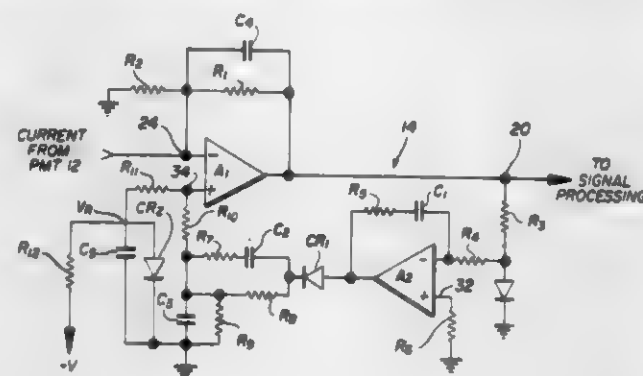 C4
R2
R1
CURRENT
FROM
PMT 12
24
-
A1
+
14
20
TO
SIGNAL
PROCESSING
R11
34
R10
VR
CR2
R12
C9
-V
R7
C2
CR1
R5
C1
A2
-
+
R4
R3
32
C3
R8
R9
R6